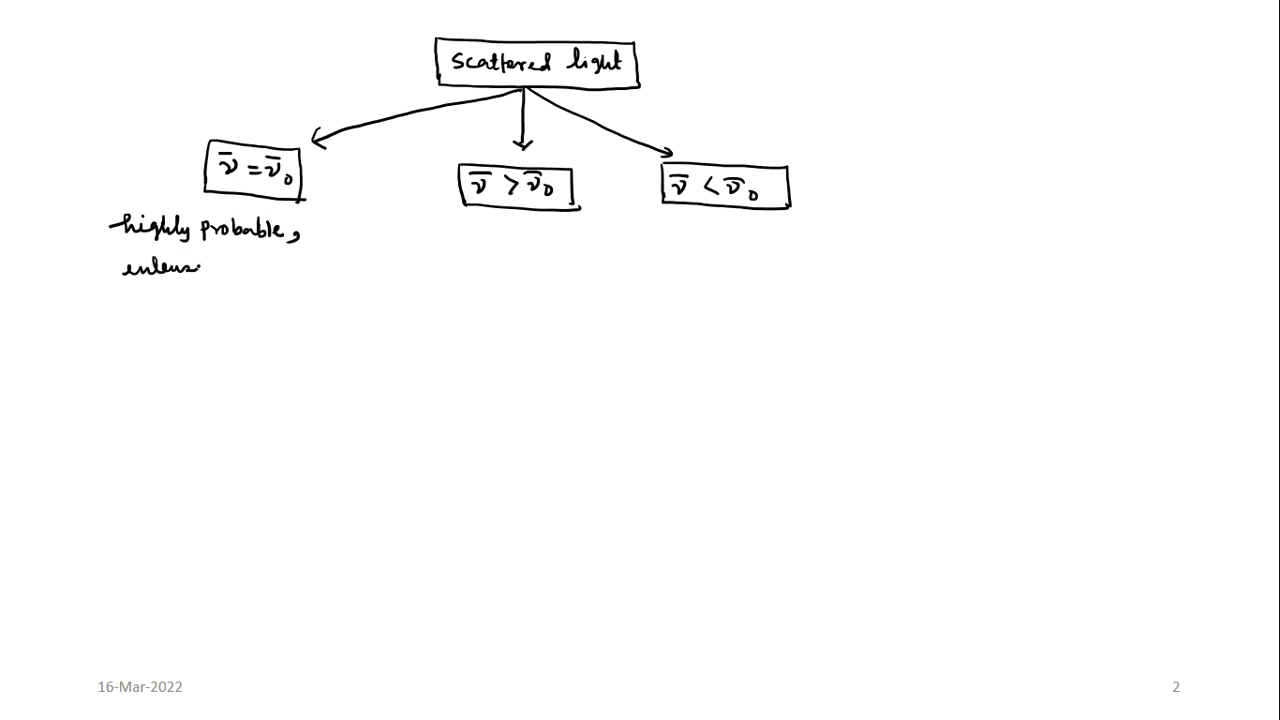 Scattered light
ν̄ = ν̄₀
ν̄ > ν̄₀
ν̄ < ν̄₀
highly probable,
16-Mar-2022
2